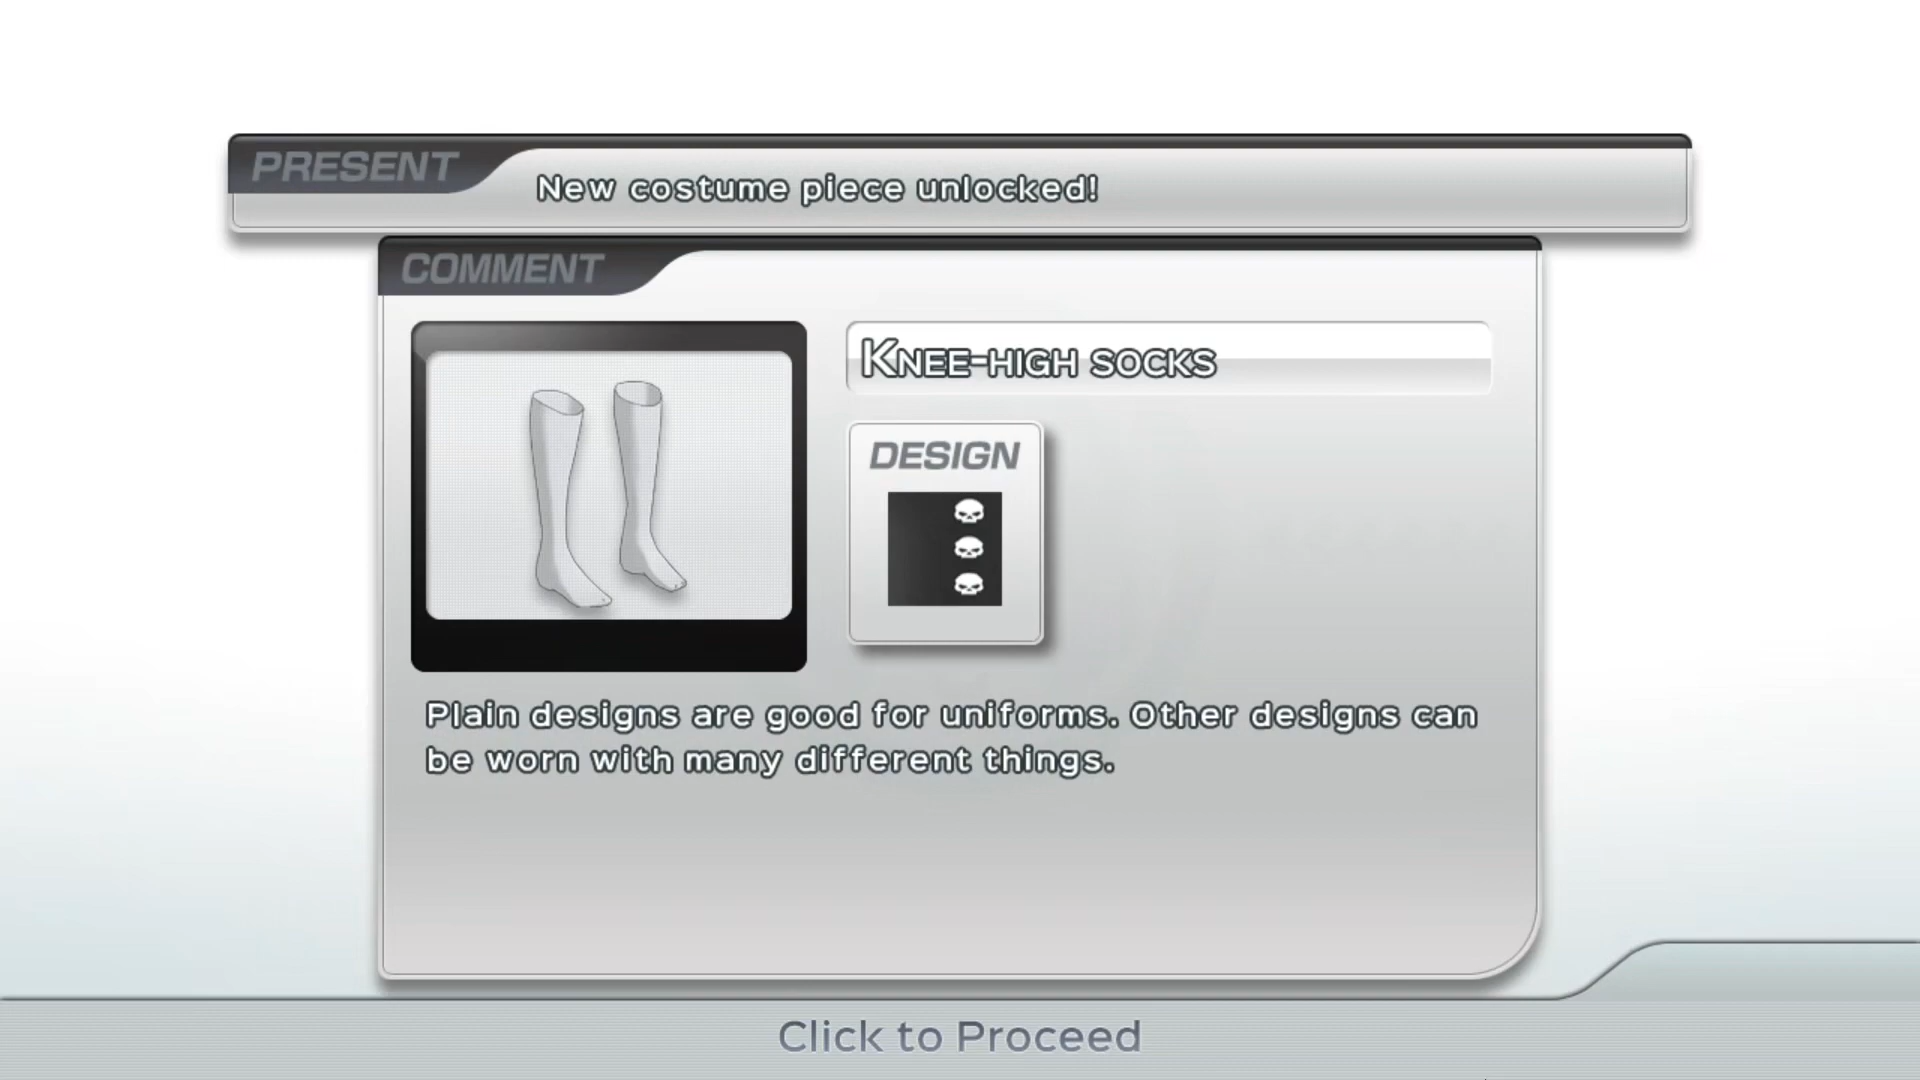 PRESENT
New costume piece unlocked!
COMMENT
KNEE-HIGH SOCKS
DESIGN
Plain designs are good for uniforms. Other designs can
be worn with many different things.
Click to Proceed